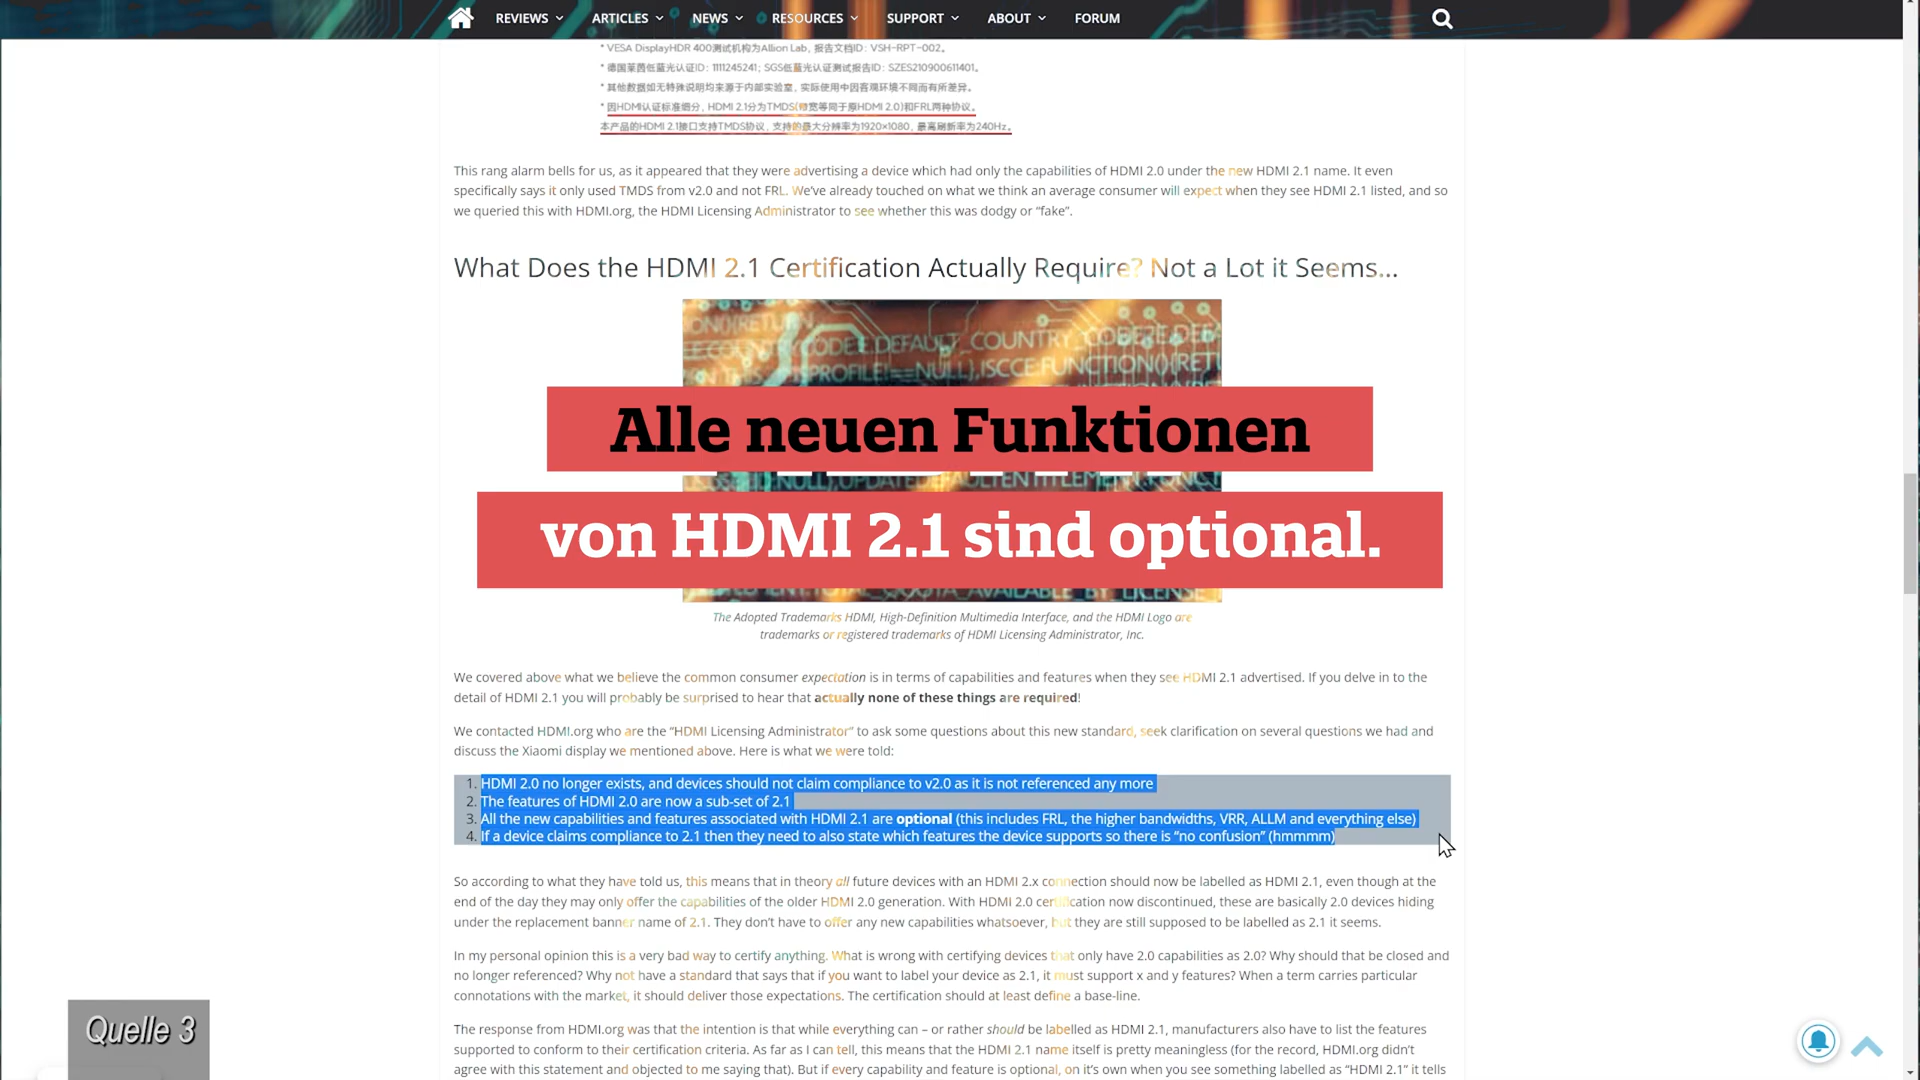 REVIEWS
ARTICLES
NEWS
RESOURCES
SUPPORT
ABOUT
FORUM
* VESA DisplayHDR 400测试机构为Allion Lab, 报告文档ID: VSH-RPT-002。
* 德国莱茵低蓝光认证ID: 1111245241; SGS低蓝光认证测试报告ID: SZES210900611401。
* 其他数据如无特殊说明均来源于内部实验室, 实际使用中因客观环境不同而有所差异。
* 因HDMI认证标准细分, HDMI 2.1分为TMDS(带宽等同于原HDMI 2.0)和FRL两种协议。
本产品的HDMI 2.1接口支持TMDS协议, 支持的最大分辨率为1920×1080, 最高刷新率为240Hz。
This rang alarm bells for us, as it appeared that they were advertising a device which had only the capabilities of HDMI 2.0 under the new HDMI 2.1 name. It even
specifically says it only used TMDS from v2.0 and not FRL. We've already touched on what we think an average consumer will expect when they see HDMI 2.1 listed, and so
we queried this with HDMI.org, the HDMI Licensing Administrator to see whether this was dodgy or "fake".
What Does the HDMI 2.1 Certification Actually Require? Not a Lot it Seems...
Alle neuen Funktionen
von HDMI 2.1 sind optional.
The Adopted Trademarks HDMI, High-Definition Multimedia Interface, and the HDMI Logo are
trademarks or registered trademarks of HDMI Licensing Administrator, Inc.
We covered above what we believe the common consumer expectation is in terms of capabilities and features when they see HDMI 2.1 advertised. If you delve in to the
detail of HDMI 2.1 you will probably be surprised to hear that actually none of these things are required!
We contacted HDMI.org who are the "HDMI Licensing Administrator" to ask some questions about this new standard, seek clarification on several questions we had and
discuss the Xiaomi display we mentioned above. Here is what we were told:
1. HDMI 2.0 no longer exists, and devices should not claim compliance to v2.0 as it is not referenced any more
2. The features of HDMI 2.0 are now a sub-set of 2.1
3. All the new capabilities and features associated with HDMI 2.1 are optional (this includes FRL, the higher bandwidths, VRR, ALLM and everything else)
4. If a device claims compliance to 2.1 then they need to also state which features the device supports so there is "no confusion" (hmmmm)
So according to what they have told us, this means that in theory all future devices with an HDMI 2.x connection should now be labelled as HDMI 2.1, even though at the
end of the day they may only offer the capabilities of the older HDMI 2.0 generation. With HDMI 2.0 certification now discontinued, these are basically 2.0 devices hiding
under the replacement banner name of 2.1. They don't have to offer any new capabilities whatsoever, but they are still supposed to be labelled as 2.1 it seems.
In my personal opinion this is a very bad way to certify anything. What is wrong with certifying devices that only have 2.0 capabilities as 2.0? Why should that be closed and
no longer referenced? Why not have a standard that says that if you want to label your device as 2.1, it must support x and y features? When a term carries particular
connotations with the market, it should deliver those expectations. The certification should at least define a base-line.
The response from HDMI.org was that the intention is that while everything can – or rather should be labelled as HDMI 2.1, manufacturers also have to list the features
supported to conform to their certification criteria. As far as I can tell, this means that the HDMI 2.1 name itself is pretty meaningless (for the record, HDMI.org didn't
agree with this statement and objected to me saying that). But if every capability and feature is optional, on it's own when you see something labelled as "HDMI 2.1" it tells
Quelle 3